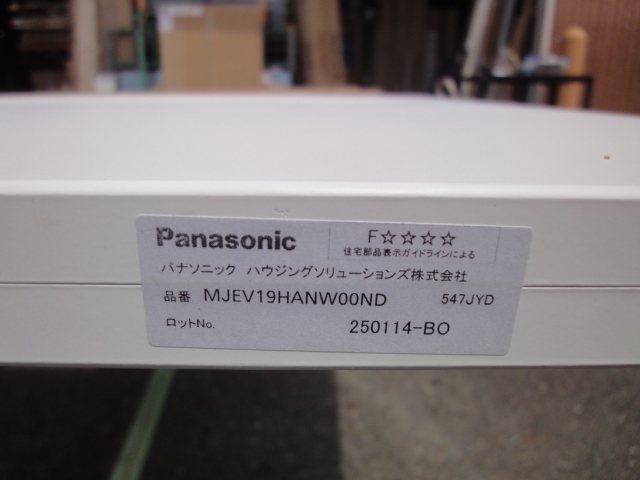 Panasonic
F☆☆☆☆
住宅部品表示ガイドラインによる
パナソニック ハウジングソリューションズ株式会社
品番 MJEV19HANW00ND 547JYD
ロットNo. 250114-BO